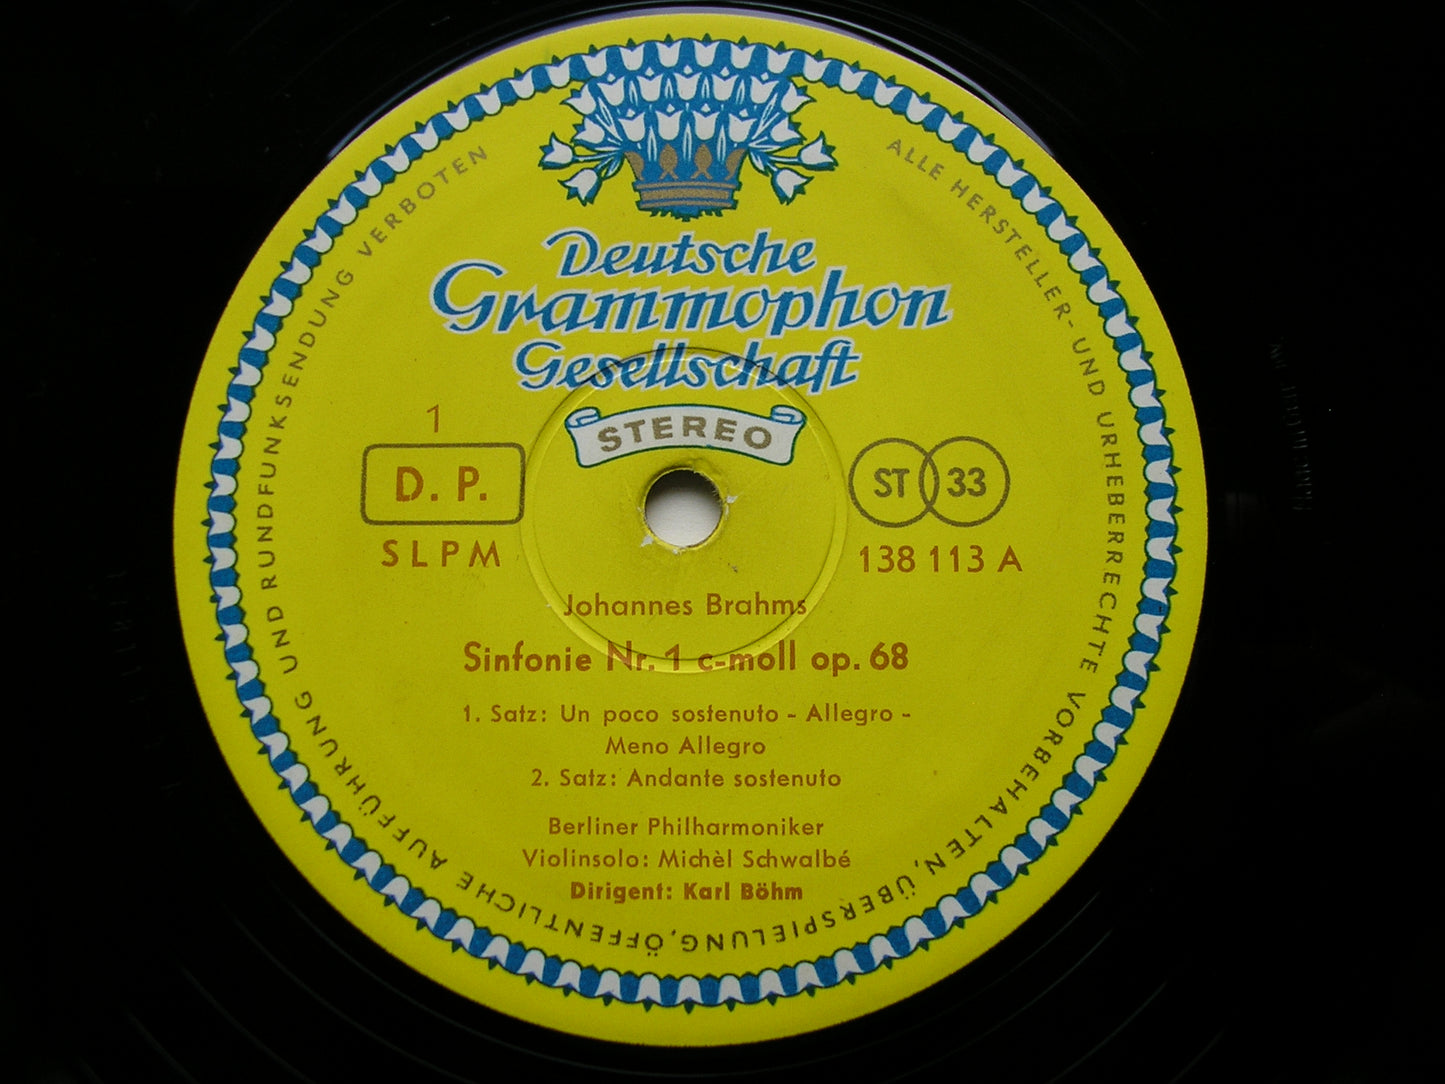 Deutsche
Grammophon
Gesellschaft
STEREO
1
D. P.
SLPM
ST 33
138 113 A
Johannes Brahms
Sinfonie Nr. 1 c-moll op. 68
1. Satz: Un poco sostenuto - Allegro -
Meno Allegro
2. Satz: Andante sostenuto
Berliner Philharmoniker
Violinsolo: Michèl Schwalbé
Dirigent: Karl Böhm
ALLE HERSTELLER- UND URHEBERRECHTE VORBEHALTEN, ÜBERSPIELUNG, ÖFFENTLICHE AUFFÜHRUNG UND RUNDFUNKSENDUNG VERBOTEN